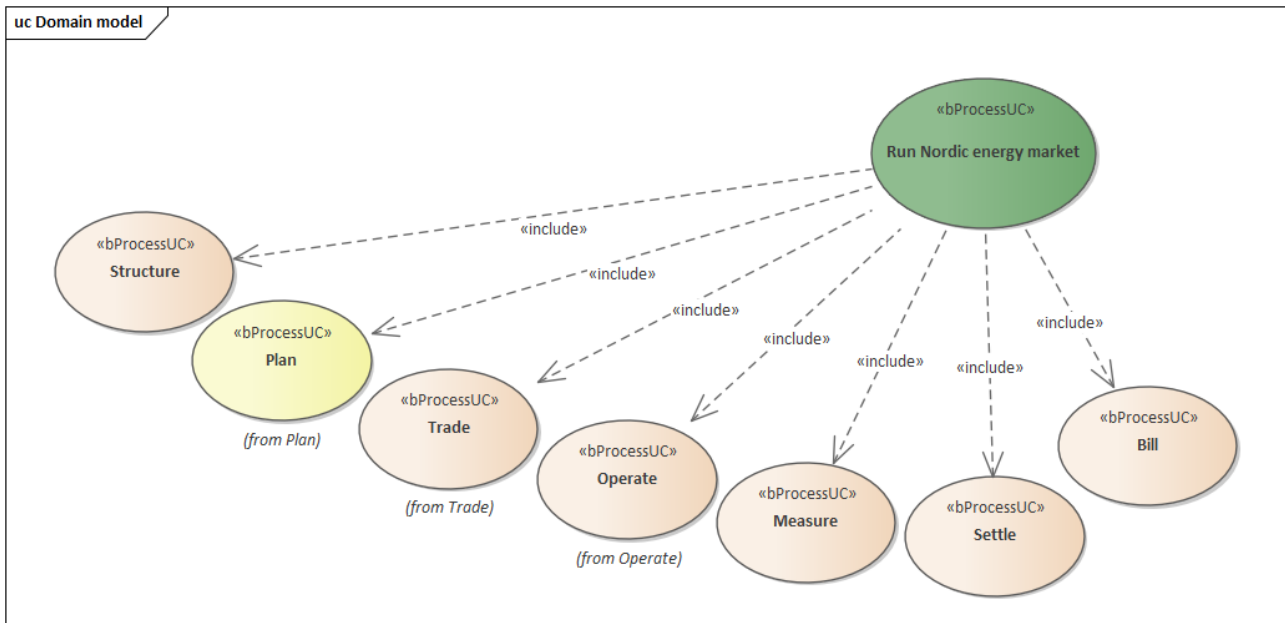 uc Domain model
«bProcessUC»
Run Nordic energy market
«include»
«bProcessUC»
Structure
«include»
«bProcessUC»
Plan
(from Plan)
«include»
«bProcessUC»
Trade
(from Trade)
«include»
«bProcessUC»
Operate
(from Operate)
«include»
«bProcessUC»
Measure
«include»
«bProcessUC»
Settle
«include»
«bProcessUC»
Bill